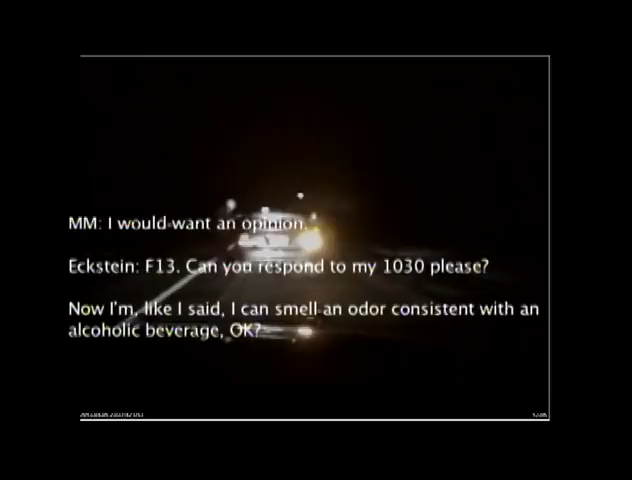 MM: I would want an opinion.
Eckstein: F13. Can you respond to my 1030 please?
Now I'm, like I said, I can smell an odor consistent with an
alcoholic beverage, OK?